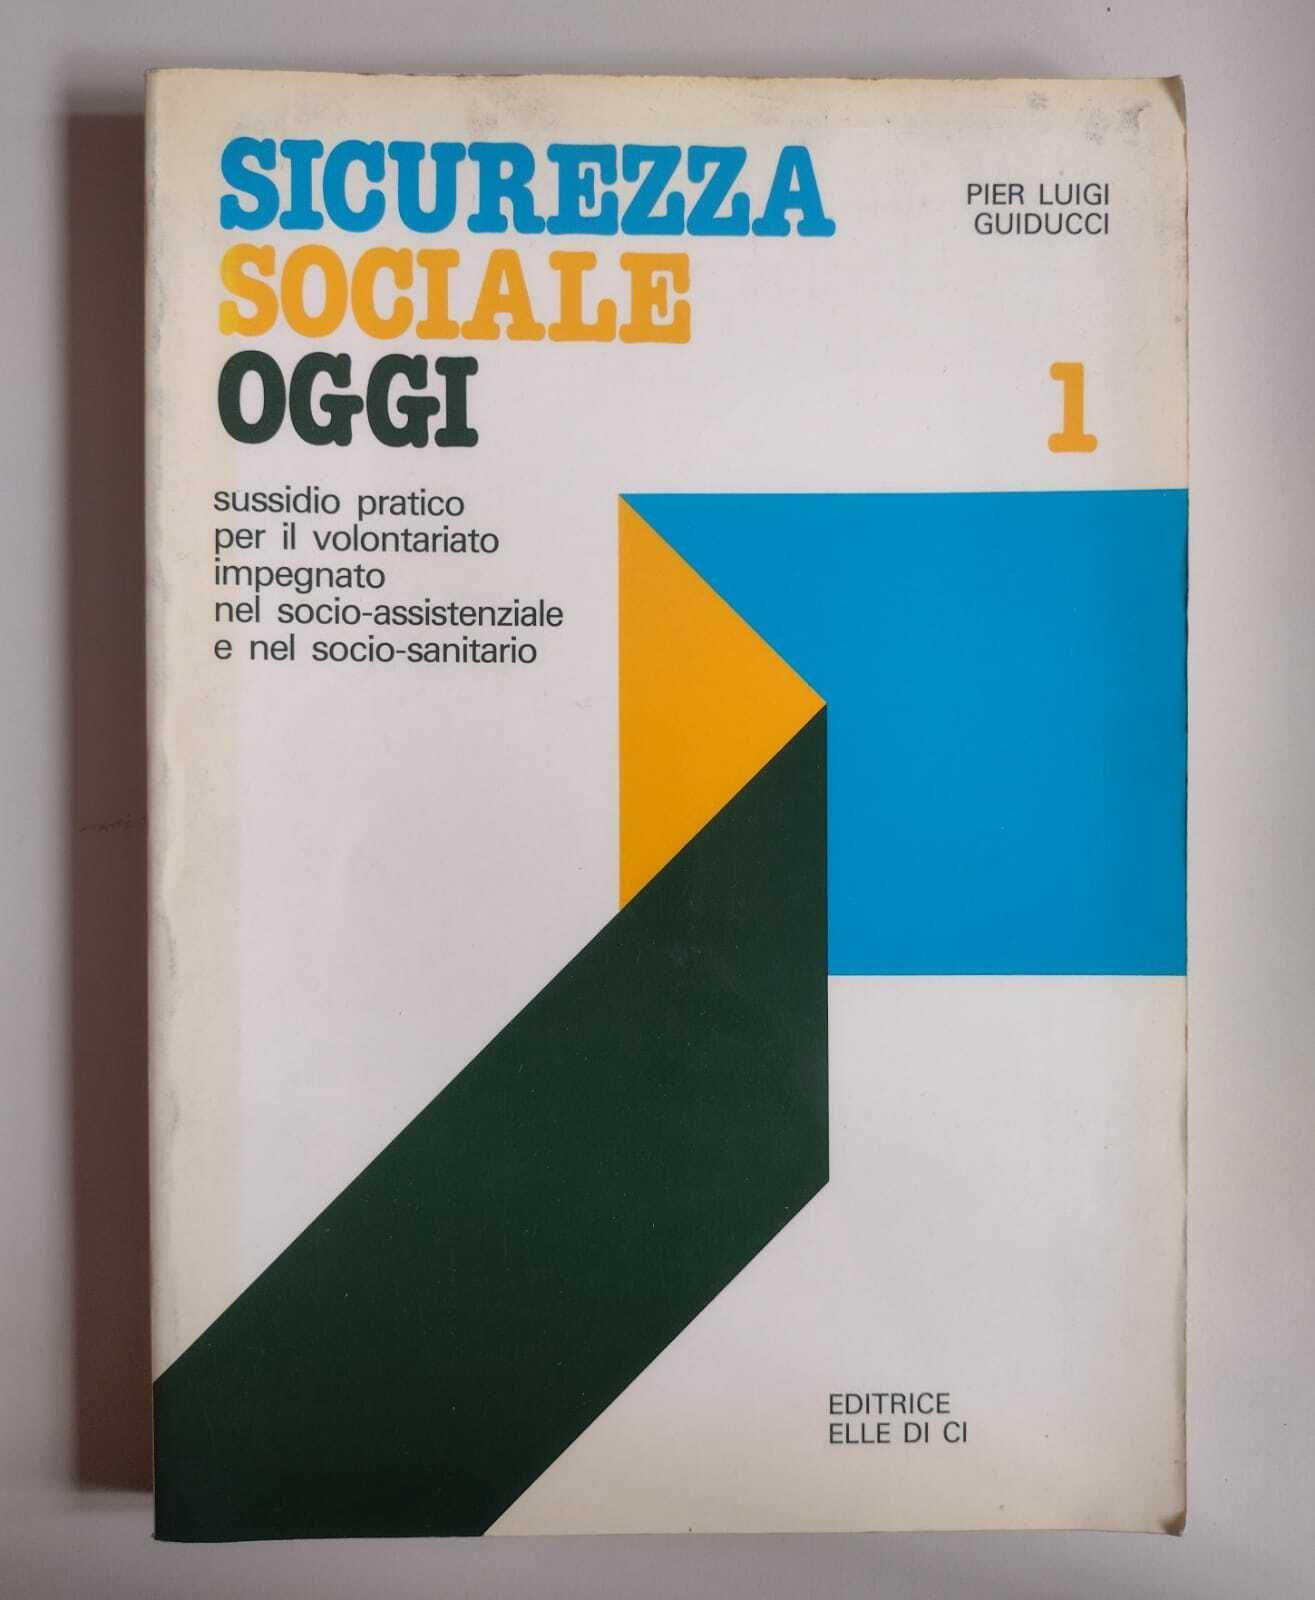 SICUREZZA
SOCIALE
OGGI
PIER LUIGI
GUIDUCCI
1
sussidio pratico
per il volontariato
impegnato
nel socio-assistenziale
e nel socio-sanitario
EDITRICE
ELLE DI CI